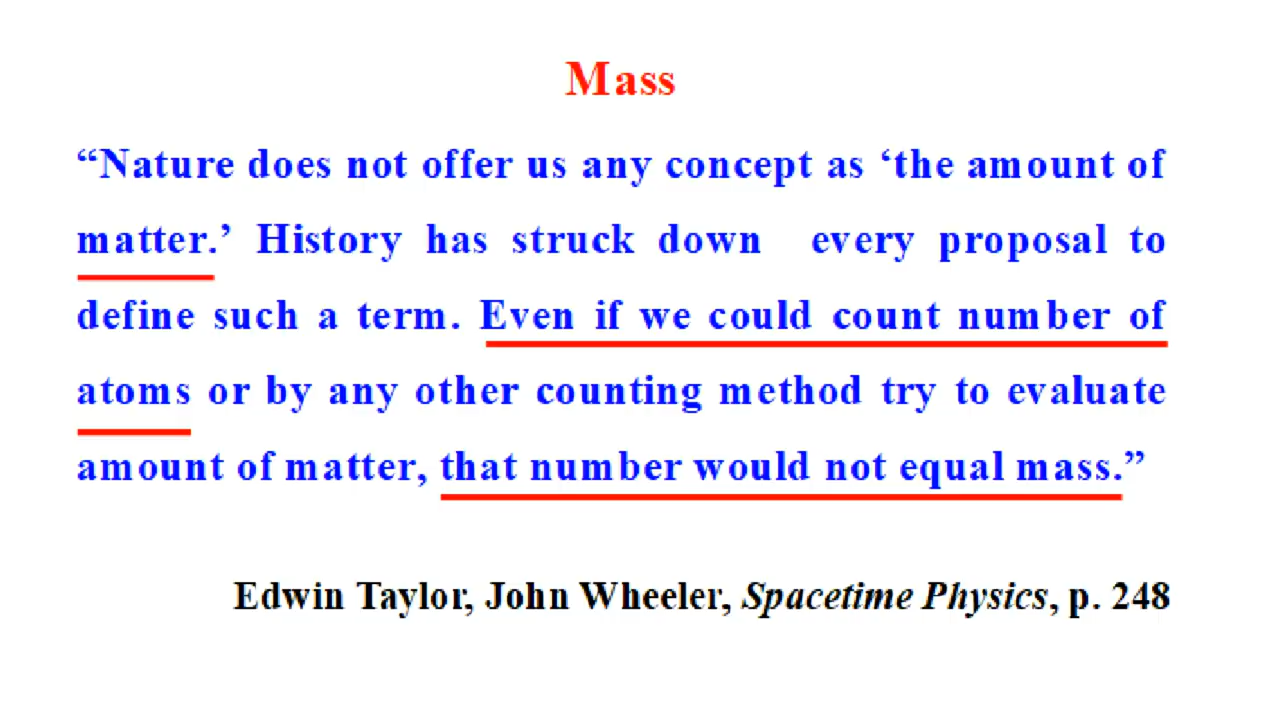 Mass
“Nature does not offer us any concept as ‘the amount of
matter.’ History has struck down every proposal to
define such a term. Even if we could count number of
atoms or by any other counting method try to evaluate
amount of matter, that number would not equal mass.”
Edwin Taylor, John Wheeler, Spacetime Physics, p. 248